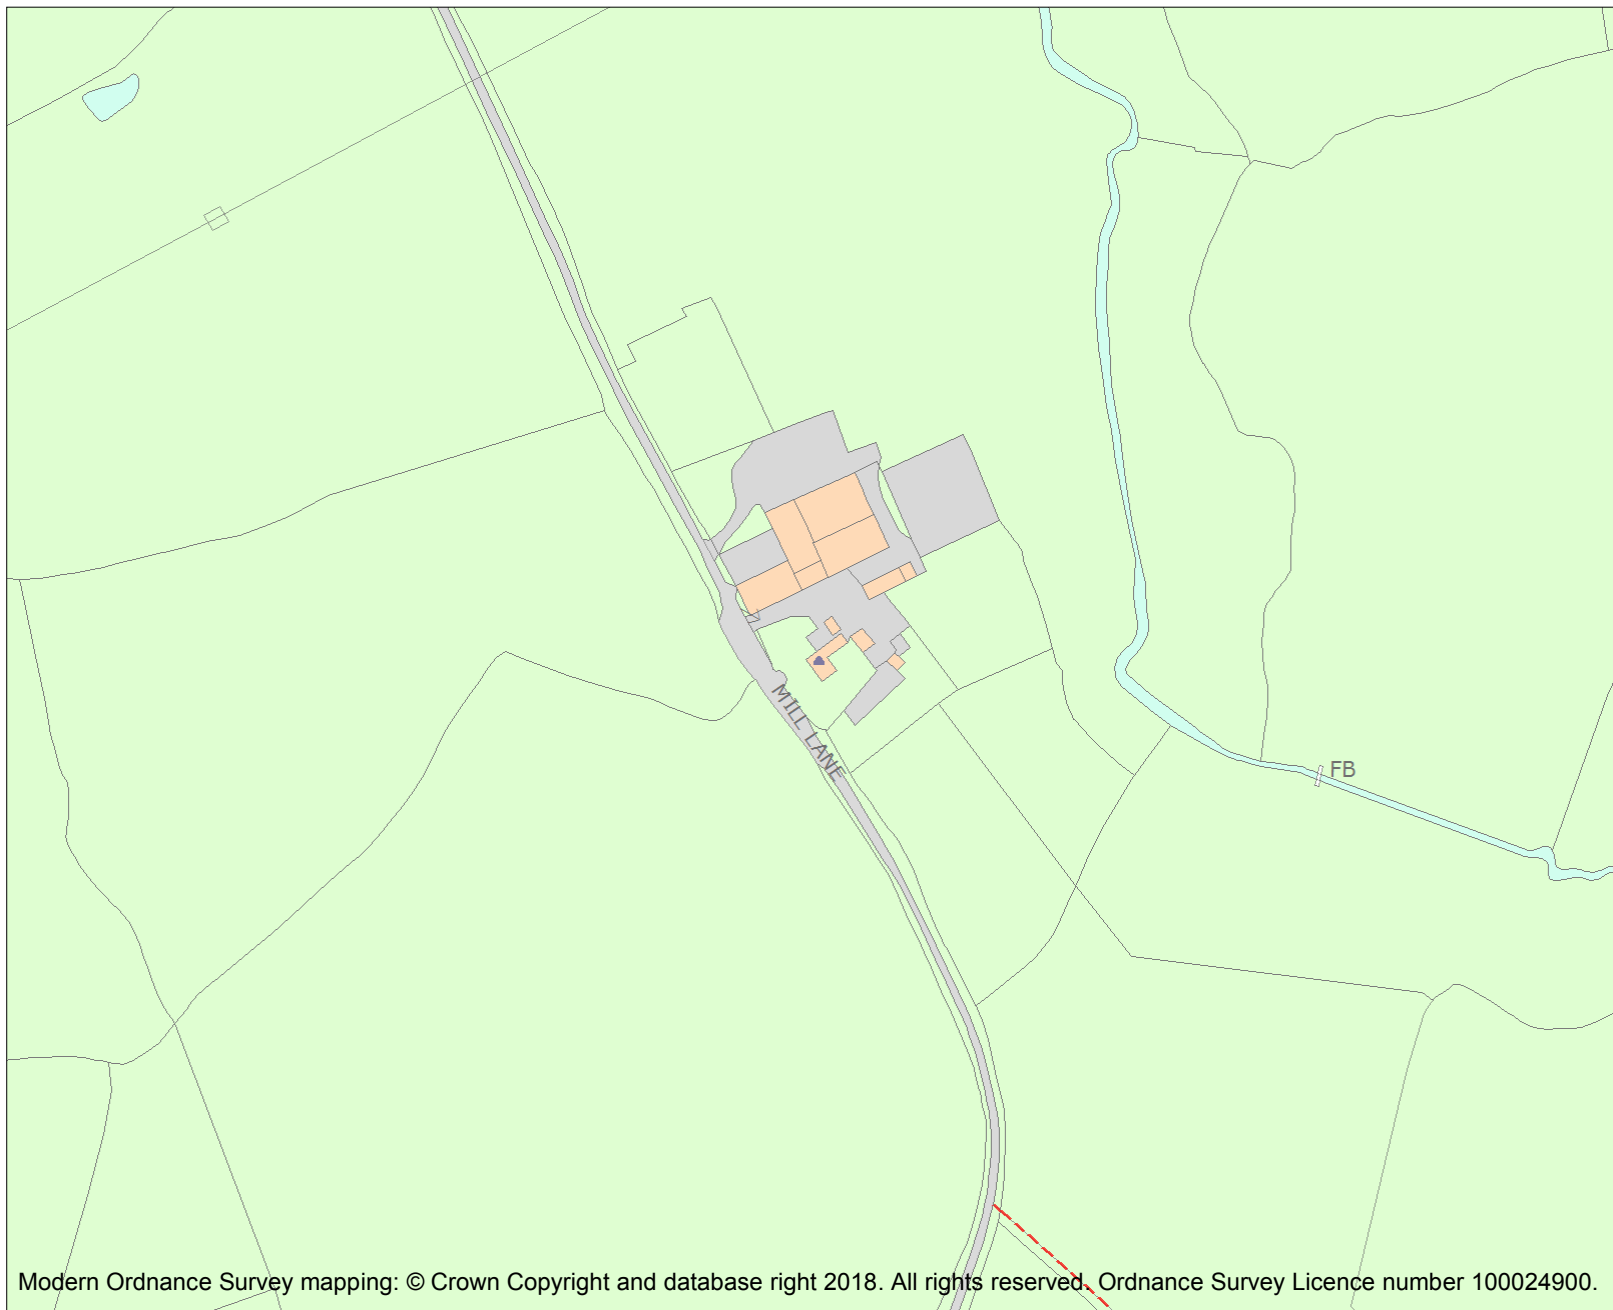 MILL LANE
FB
Modern Ordnance Survey mapping: © Crown Copyright and database right 2018. All rights reserved. Ordnance Survey Licence number 100024900.